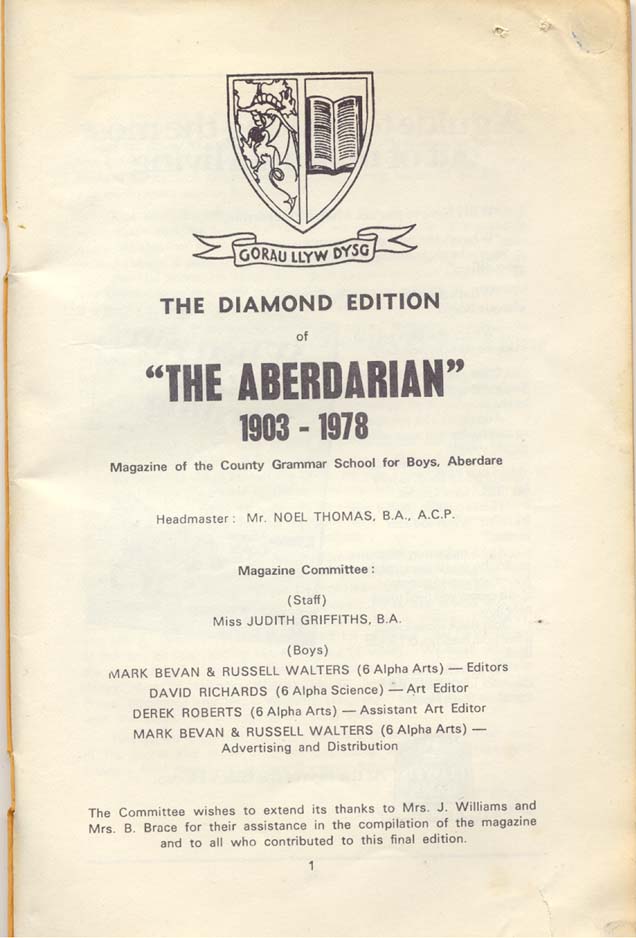 GORAU LLYW DYSG
THE DIAMOND EDITION
of
“THE ABERDARIAN”
1903 - 1978
Magazine of the County Grammar School for Boys, Aberdare
Headmaster : Mr. NOEL THOMAS, B.A., A.C.P.
Magazine Committee :
(Staff)
Miss JUDITH GRIFFITHS, B.A.
(Boys)
MARK BEVAN & RUSSELL WALTERS (6 Alpha Arts) — Editors
DAVID RICHARDS (6 Alpha Science) — Art Editor
DEREK ROBERTS (6 Alpha Arts) — Assistant Art Editor
MARK BEVAN & RUSSELL WALTERS (6 Alpha Arts) —
Advertising and Distribution
The Committee wishes to extend its thanks to Mrs. J. Williams and
Mrs. B. Brace for their assistance in the compilation of the magazine
and to all who contributed to this final edition.
1